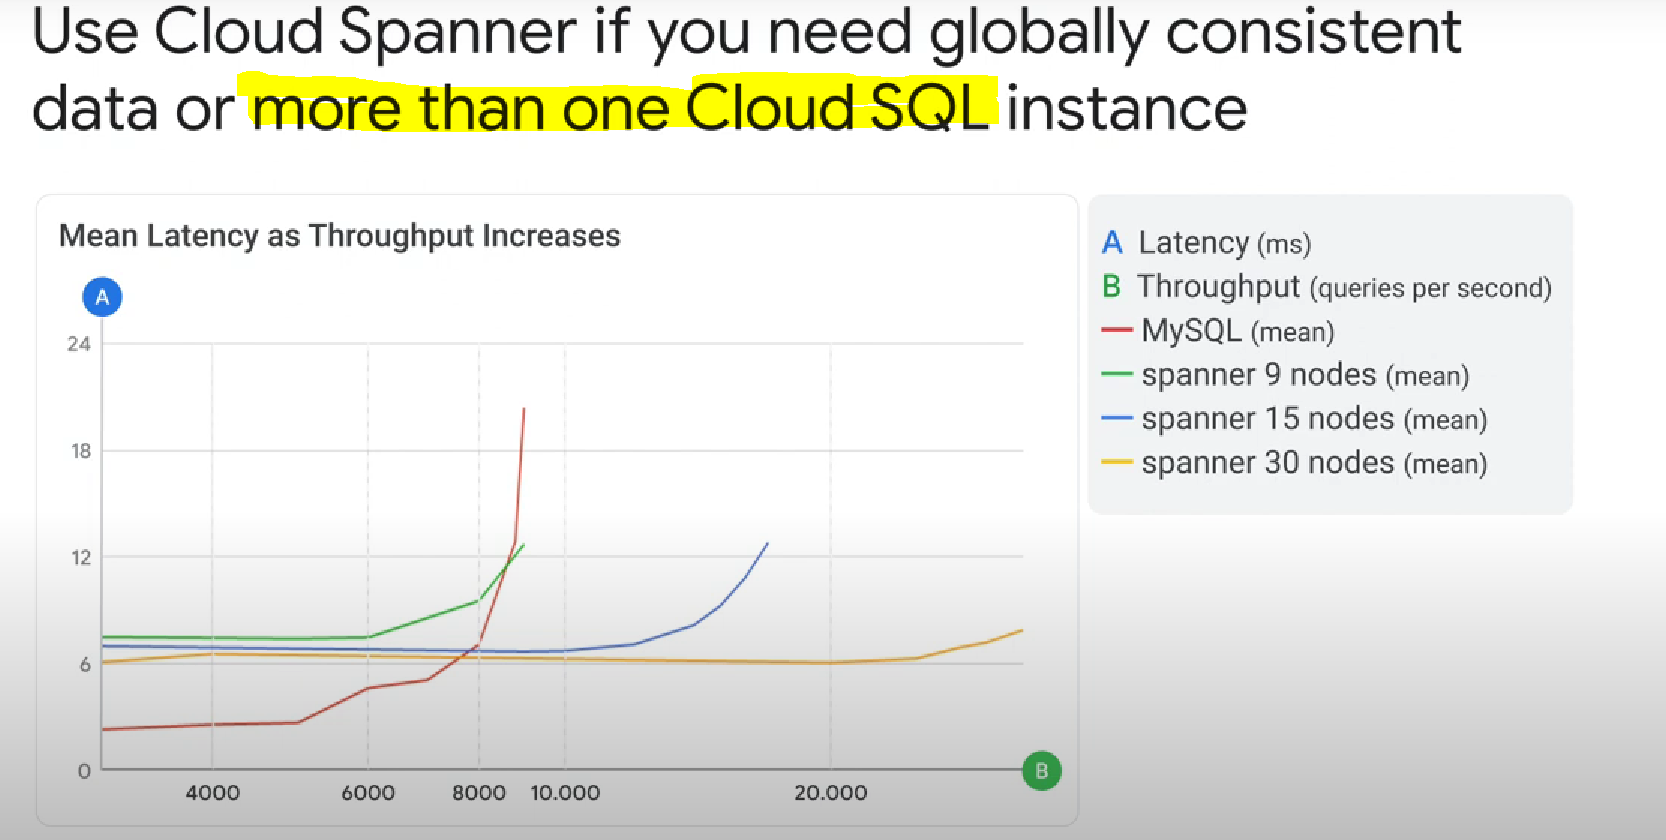 Use Cloud Spanner if you need globally consistent
data or more than one Cloud SQL instance
Mean Latency as Throughput Increases
A
24
18
12
6
0
4000 6000 8000 10.000 20.000
B
A Latency (ms)
B Throughput (queries per second)
MySQL (mean)
spanner 9 nodes (mean)
spanner 15 nodes (mean)
spanner 30 nodes (mean)